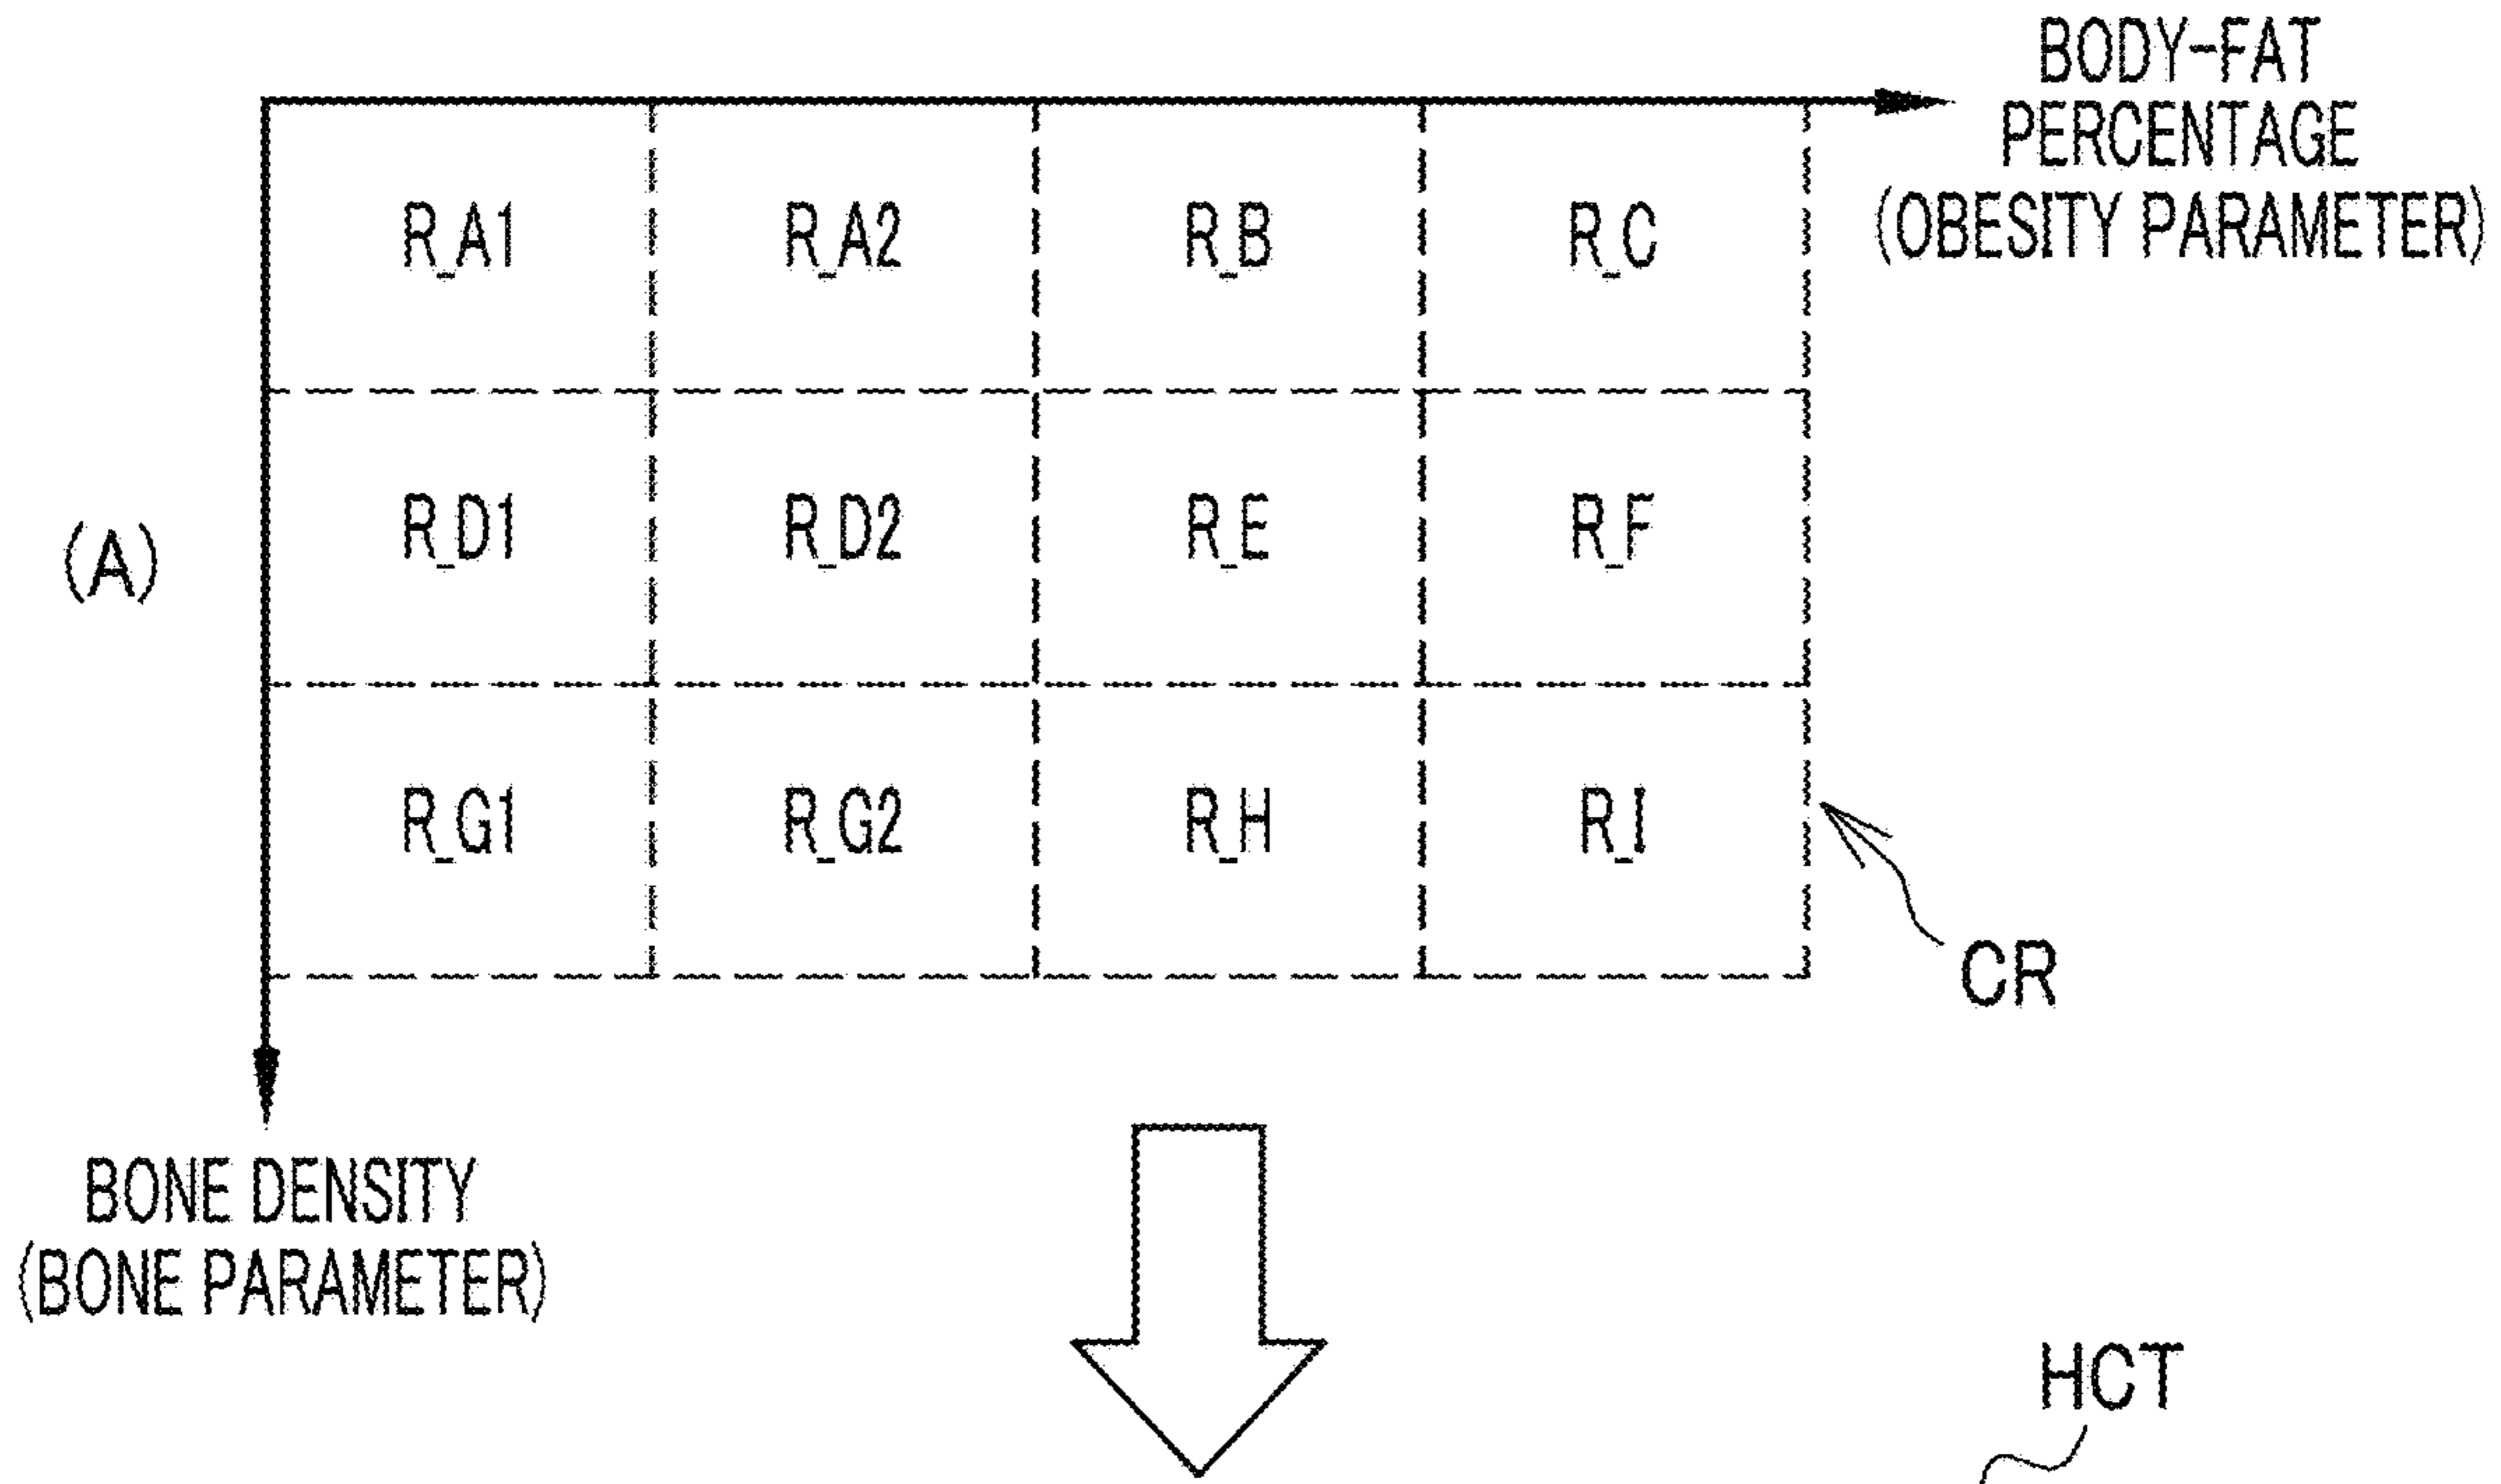 BODY-FAT
PERCENTAGE
(OBESITY PARAMETER)
R_A1 R_A2 R_B R_C
(A)
R_D1 R_D2 R_E R_F
R_G1 R_G2 R_H R_I
CR
BONE DENSITY
(BONE PARAMETER)
HCT